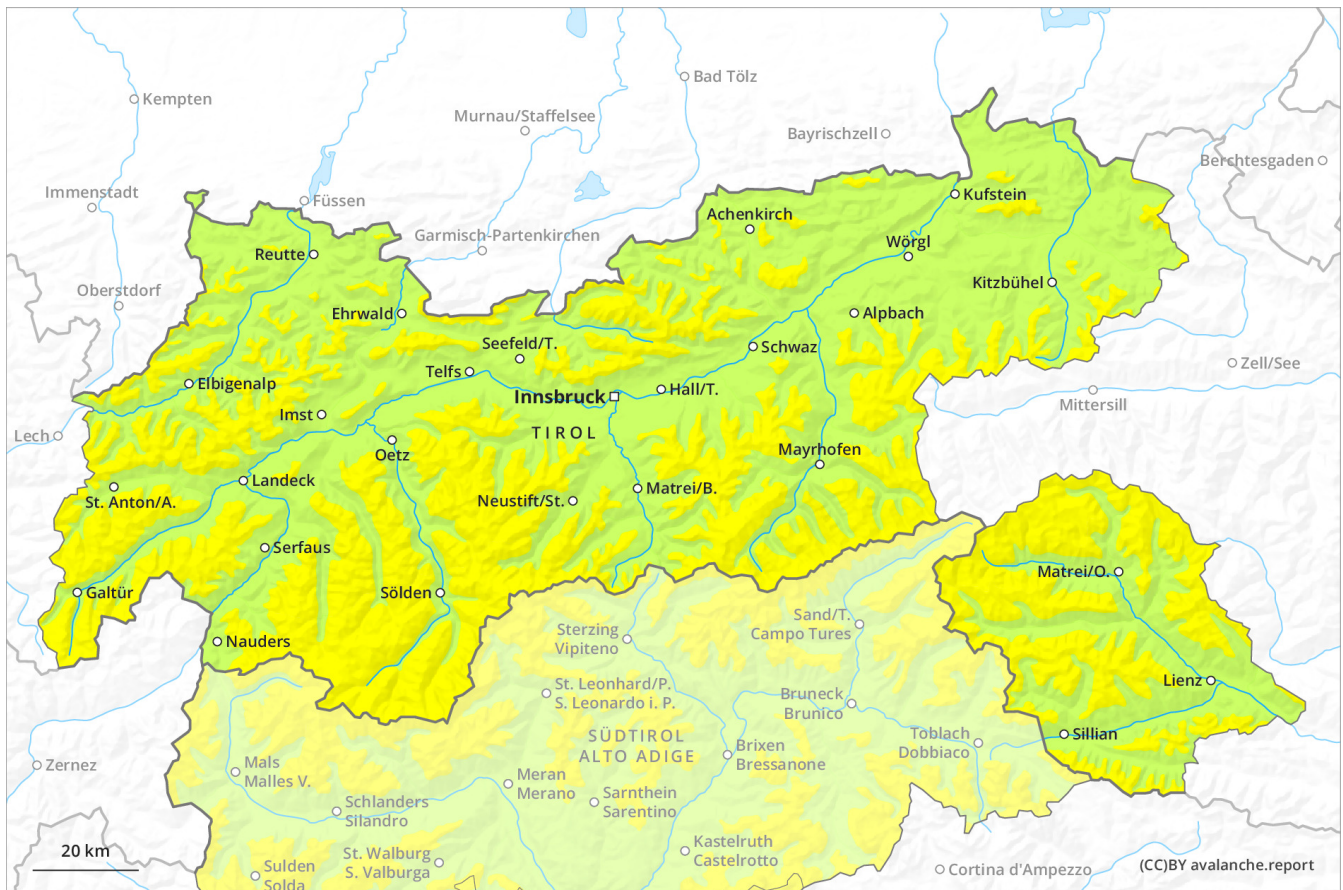 Bad Tölz
Kempten
Murnau/Staffelsee
Bayrischzell
Berchtesgaden
Immenstadt
Füssen
Kufstein
Achenkirch
Garmisch-Partenkirchen
Wörgl
Reutte
Kitzbühel
Oberstdorf
Ehrwald
Alpbach
Seefeld/T.
Schwaz
Zell/See
Telfs
Elbigenalp
Hall/T.
Innsbruck
Mittersill
Imst
TIROL
Lech
Oetz
Mayrhofen
Landeck
Matrei/B.
St. Anton/A.
Neustift/St.
Serfaus
Matrei/O.
Galtür
Sölden
Sand/T.
Campo Tures
Sterzing
Vipiteno
Nauders
Lienz
St. Leonhard/P.
S. Leonardo i. P.
Bruneck
Brunico
Sillian
SÜDTIROL
ALTO ADIGE
Toblach
Dobbiaco
Brixen
Bressanone
Zernez
Mals
Malles V.
Meran
Merano
Sarnthein
Sarentino
Schlanders
Silandro
Kastelruth
Castelrotto
20 km
St. Walburg
S. Valburga
Sulden
Solda
Cortina d'Ampezzo
(CC)BY avalanche.report